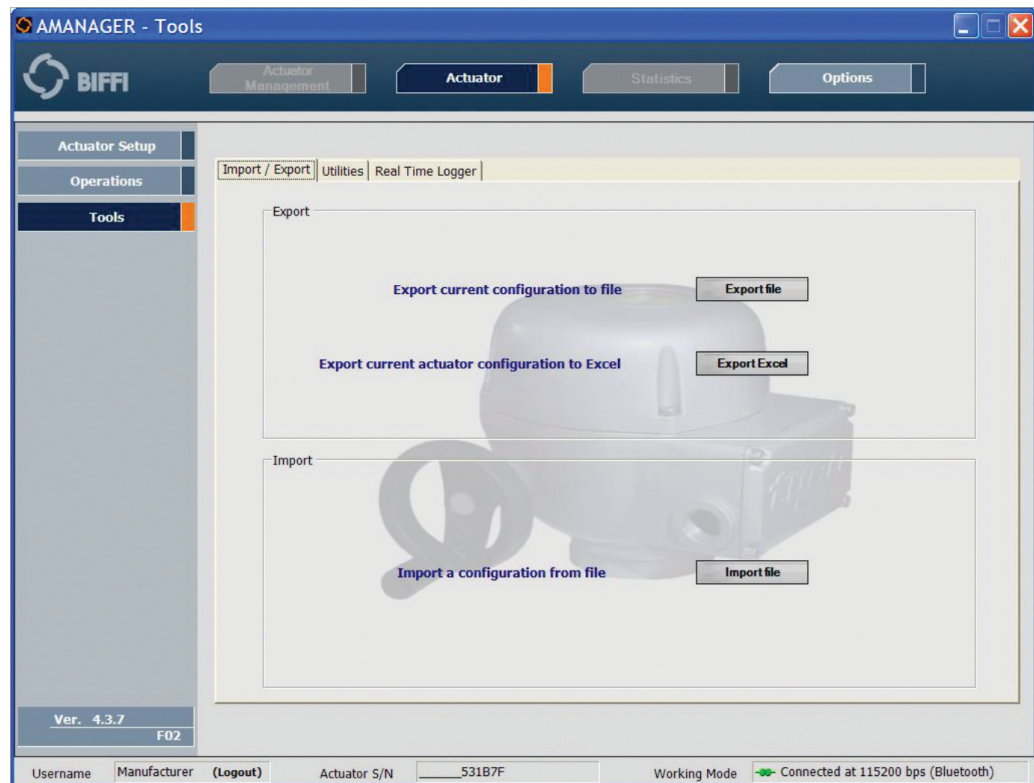 AMANAGER - Tools
BIFFI
Actuator
Management
Actuator
Statistics
Options
Actuator Setup
Operations
Tools
Import / Export
Utilities
Real Time Logger
Export
Export current configuration to file
Export file
Export current actuator configuration to Excel
Export Excel
Import
Import a configuration from file
Import file
Ver. 4.3.7
F02
Username Manufacturer (Logout) Actuator S/N _____531B7F Working Mode Connected at 115200 bps (Bluetooth)